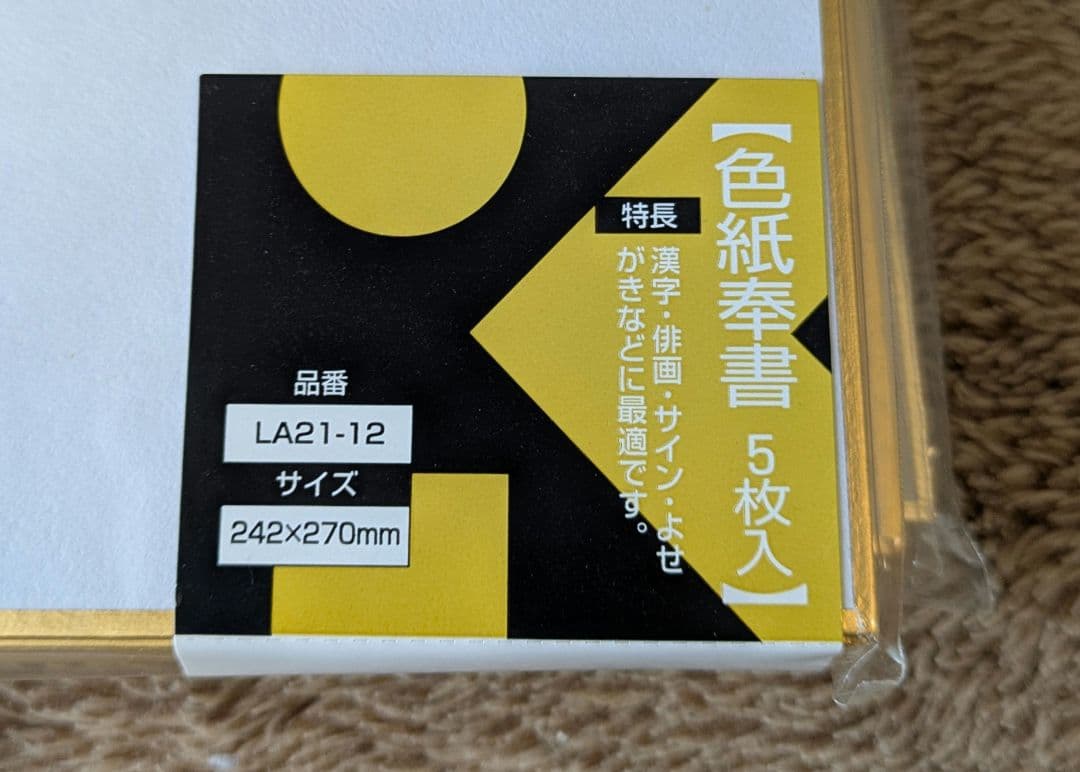 【色紙奉書 5枚入】
特長
漢字・俳画・サイン・よせ
がきなどに最適です。
品番
LA21-12
サイズ
242×270mm